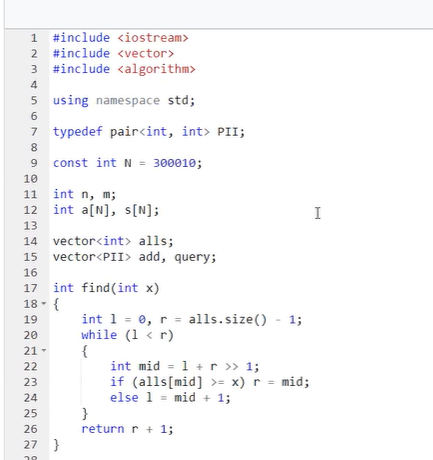 1 #include <iostream>
2 #include <vector>
3 #include <algorithm>
4
5 using namespace std;
6
7 typedef pair<int, int> PII;
8
9 const int N = 300010;
10
11 int n, m;
12 int a[N], s[N];
13
14 vector<int> alls;
15 vector<PII> add, query;
16
17 int find(int x)
18 {
19     int l = 0, r = alls.size() - 1;
20     while (l < r)
21     {
22         int mid = l + r >> 1;
23         if (alls[mid] >= x) r = mid;
24         else l = mid + 1;
25     }
26     return r + 1;
27 }